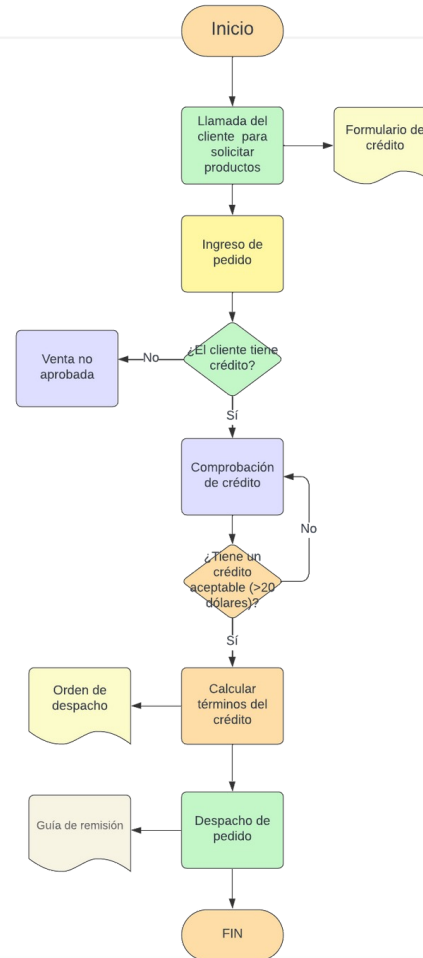 Inicio
Llamada del
cliente para
solicitar
productos
Formulario de
crédito
Ingreso de
pedido
¿El cliente tiene
crédito?
No
Venta no
aprobada
Sí
Comprobación
de crédito
No
¿Tiene un
crédito
aceptable (>20
dólares)?
Sí
Orden de
despacho
Calcular
términos del
crédito
Guía de remisión
Despacho de
pedido
FIN